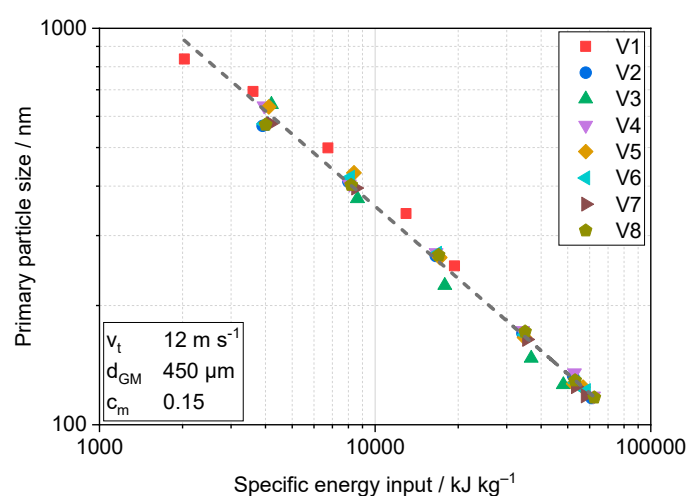 1000
Primary particle size / nm
100
V1
V2
V3
V4
V5
V6
V7
V8
vₜ 12 m s⁻¹
d_GM 450 µm
cₘ 0.15
1000 10000 100000
Specific energy input / kJ kg⁻¹